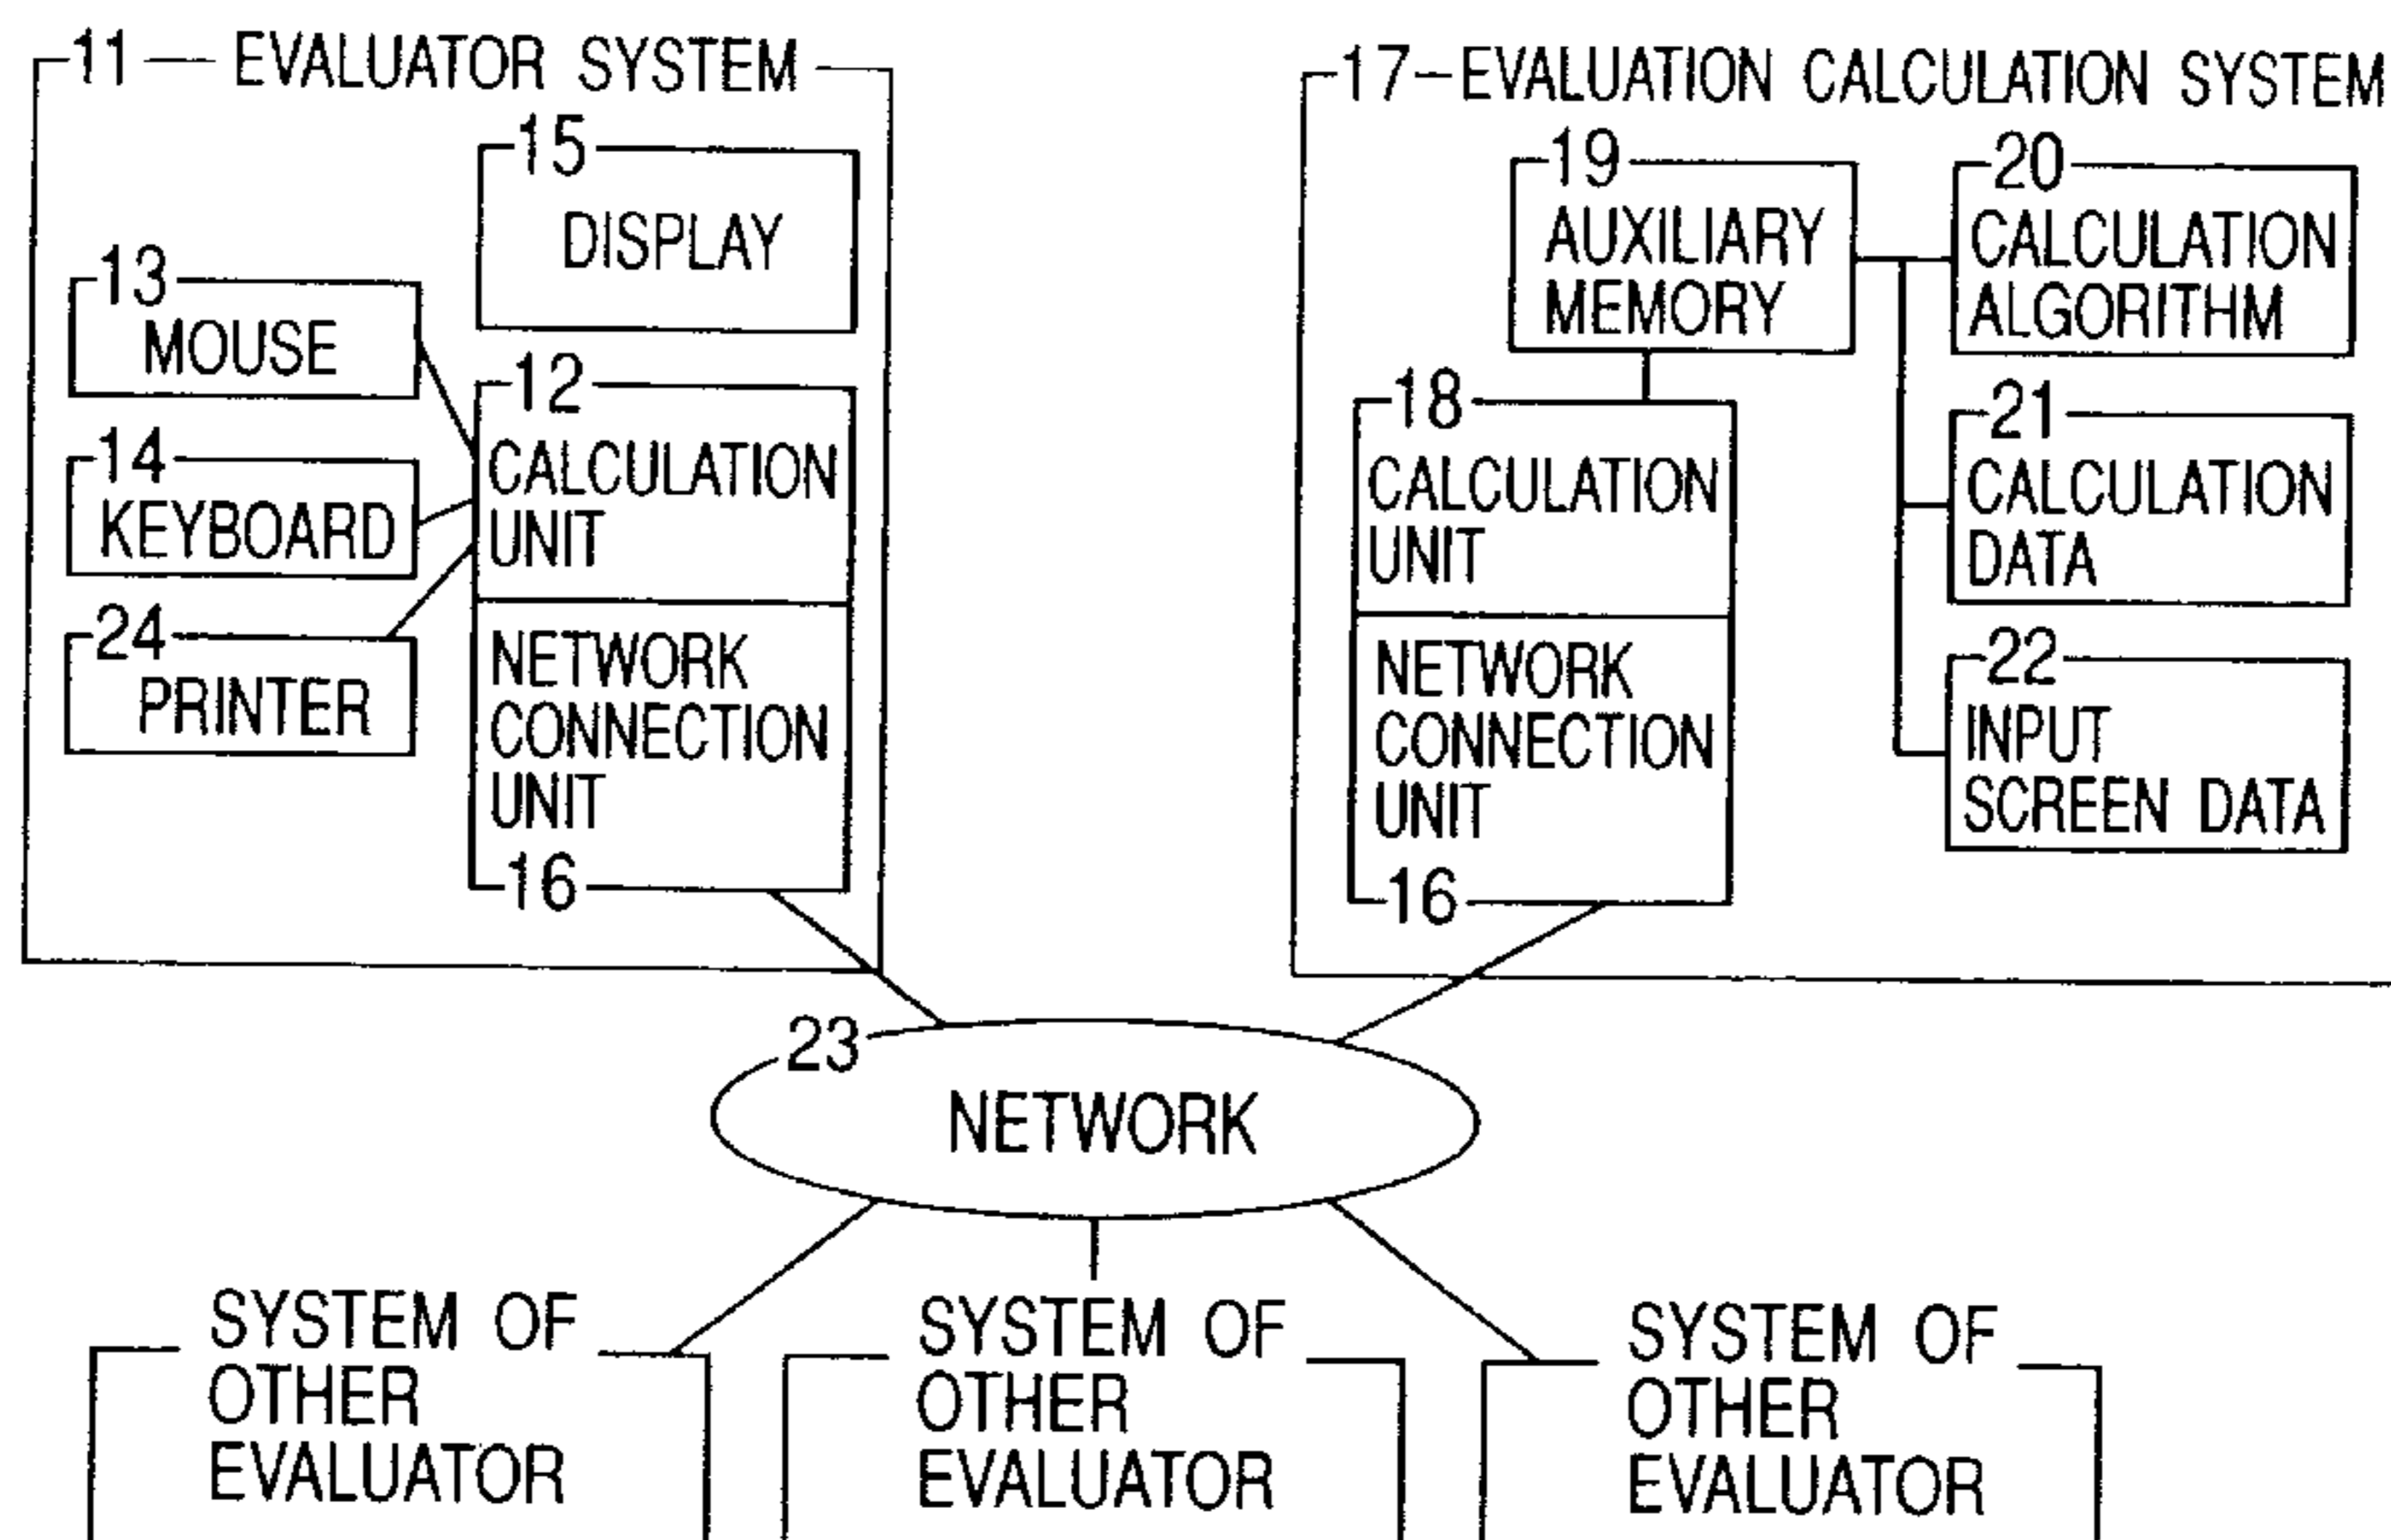 11 EVALUATOR SYSTEM
15
DISPLAY
13
MOUSE
12
CALCULATION
UNIT
14
KEYBOARD
24
PRINTER
NETWORK
CONNECTION
UNIT
16
17 EVALUATION CALCULATION SYSTEM
19
AUXILIARY
MEMORY
20
CALCULATION
ALGORITHM
18
CALCULATION
UNIT
21
CALCULATION
DATA
NETWORK
CONNECTION
UNIT
16
22
INPUT
SCREEN DATA
23
NETWORK
SYSTEM OF
OTHER
EVALUATOR
SYSTEM OF
OTHER
EVALUATOR
SYSTEM OF
OTHER
EVALUATOR